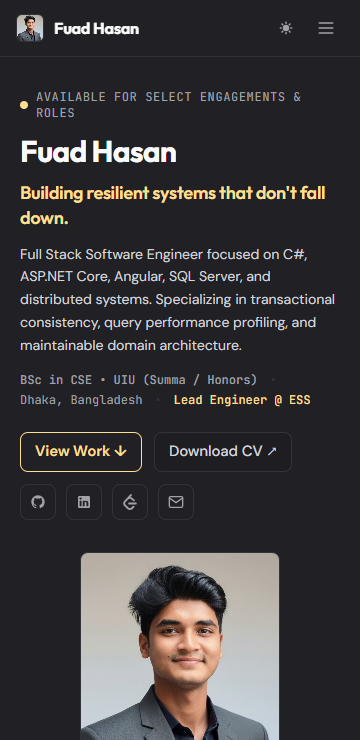 Fuad Hasan
AVAILABLE FOR SELECT ENGAGEMENTS &
ROLES
Fuad Hasan
Building resilient systems that don't fall
down.
Full Stack Software Engineer focused on C#,
ASP.NET Core, Angular, SQL Server, and
distributed systems. Specializing in transactional
consistency, query performance profiling, and
maintainable domain architecture.
BSc in CSE • UIU (Summa / Honors) ·
Dhaka, Bangladesh · Lead Engineer @ ESS
View Work ↓ Download CV ↗